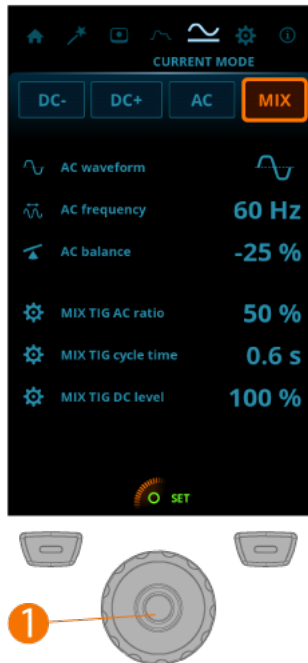 CURRENT MODE
DC- DC+ AC MIX
AC waveform
AC frequency 60 Hz
AC balance -25 %
MIX TIG AC ratio 50 %
MIX TIG cycle time 0.6 s
MIX TIG DC level 100 %
SET
1